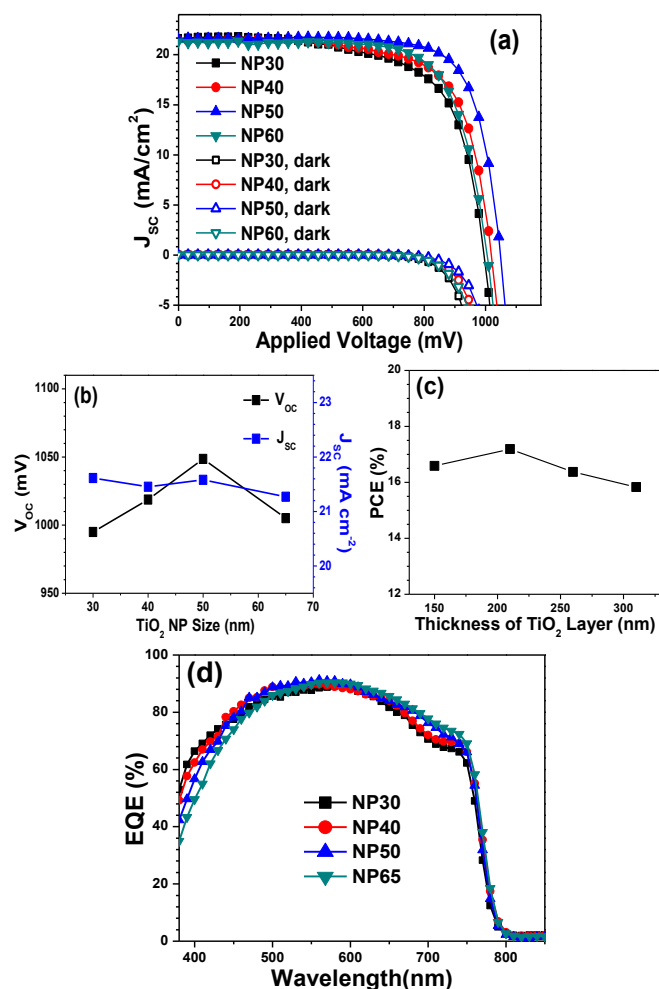 (a)
20
15
10
5
0
-5
J_SC (mA/cm²)
NP30
NP40
NP50
NP60
NP30, dark
NP40, dark
NP50, dark
NP60, dark
0 200 400 600 800 1000
Applied Voltage (mV)
(b)
1100
1050
1000
950
V_OC (mV)
V_OC
J_SC
23
22
21
20
J_SC (mA cm⁻²)
30 40 50 60 70
TiO₂ NP Size (nm)
(c)
20
18
16
14
12
PCE (%)
150 200 250 300
Thickness of TiO₂ Layer (nm)
(d)
100
80
60
40
20
0
EQE (%)
NP30
NP40
NP50
NP65
400 500 600 700 800
Wavelength(nm)